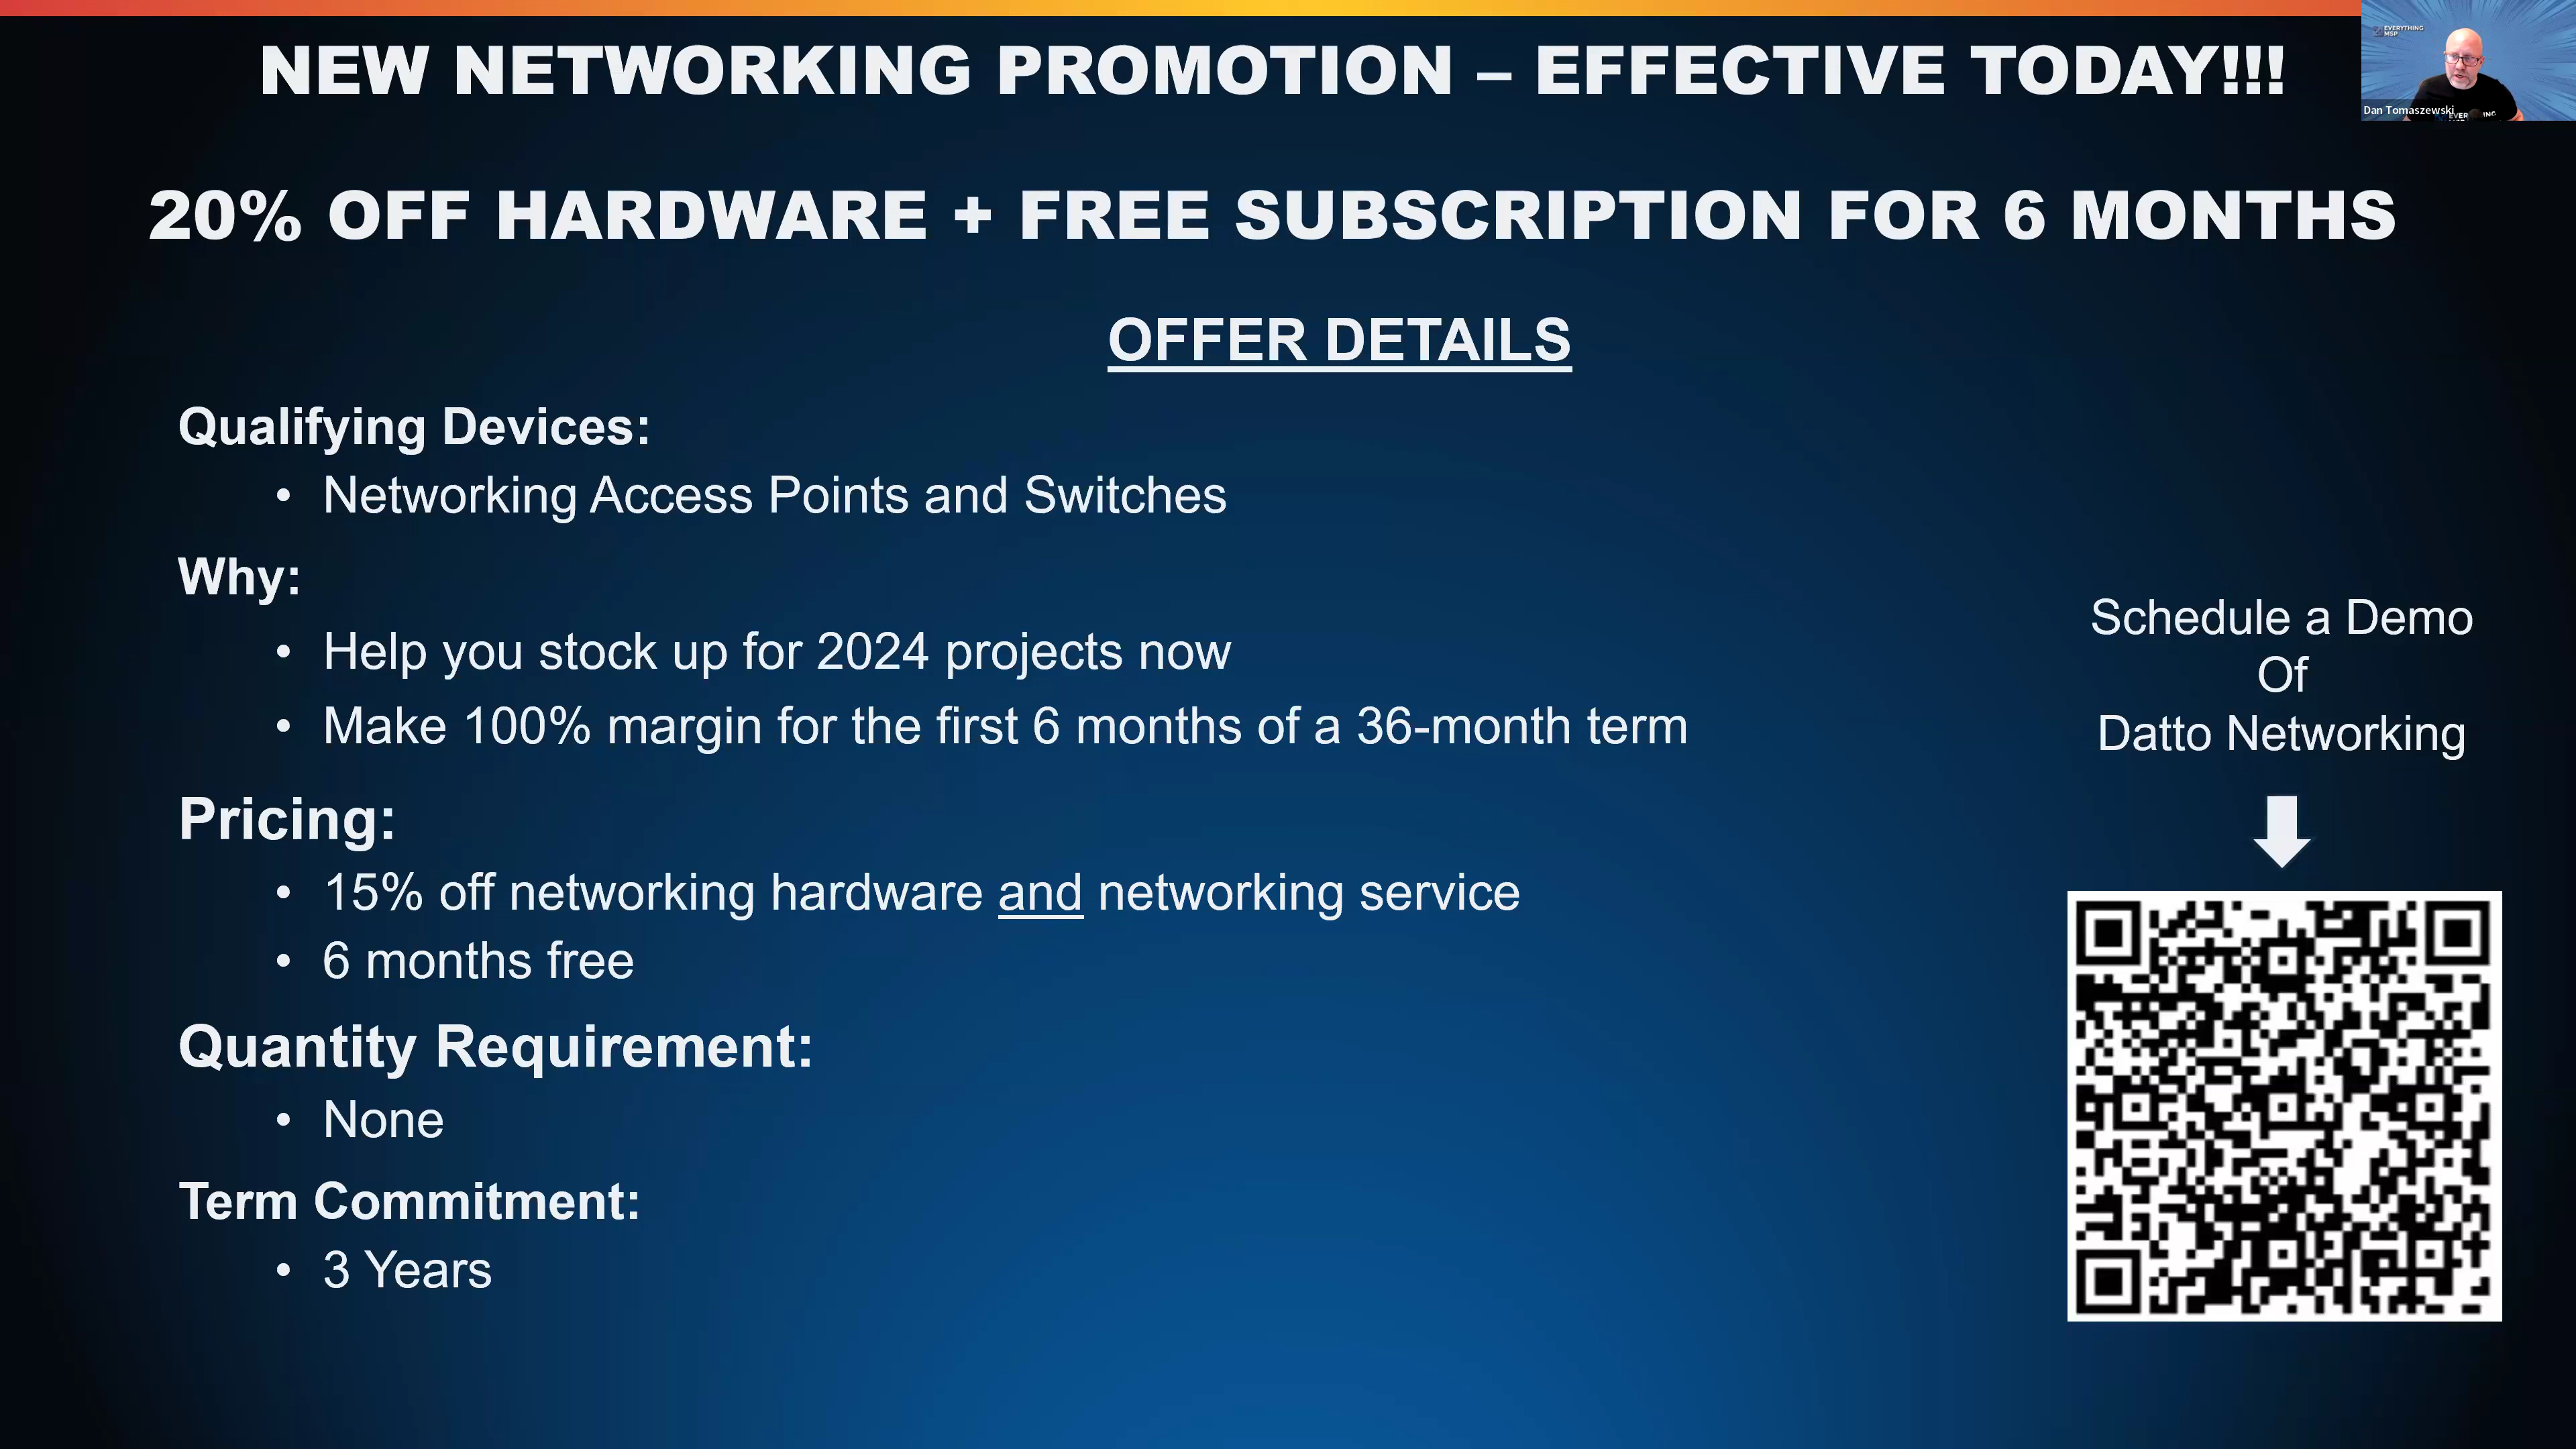 NEW NETWORKING PROMOTION – EFFECTIVE TODAY!!!
EVERYTHING
MSP
Dan Tomaszewski
20% OFF HARDWARE + FREE SUBSCRIPTION FOR 6 MONTHS
OFFER DETAILS
Qualifying Devices:
• Networking Access Points and Switches
Why:
• Help you stock up for 2024 projects now
• Make 100% margin for the first 6 months of a 36-month term
Pricing:
• 15% off networking hardware and networking service
• 6 months free
Quantity Requirement:
• None
Term Commitment:
• 3 Years
Schedule a Demo
Of
Datto Networking